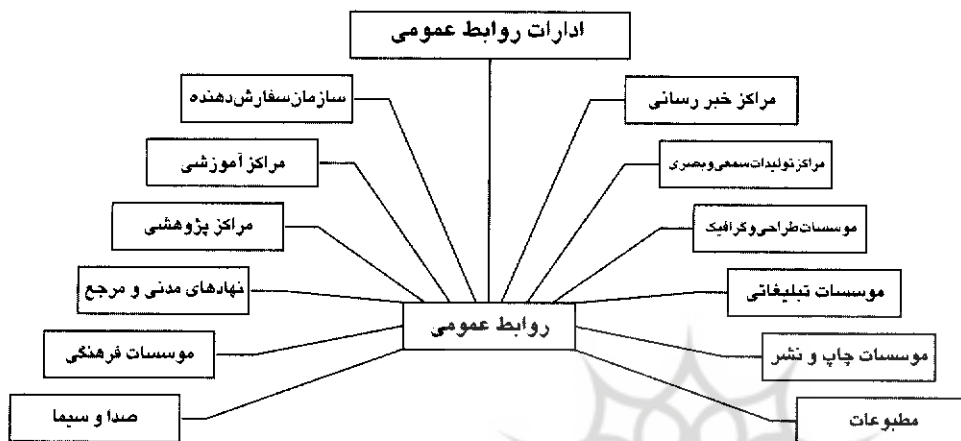 ادارات روابط عمومی
مراکز خبر رسانی
سازمان سفارش‌دهنده
مراکز تولیدات سمعی و بصری
مراکز آموزشی
موسسات طراحی و گرافیک
مراکز پژوهشی
موسسات تبلیغاتی
نهادهای مدنی و مرجع
روابط عمومی
موسسات چاپ و نشر
موسسات فرهنگی
مطبوعات
صدا و سیما